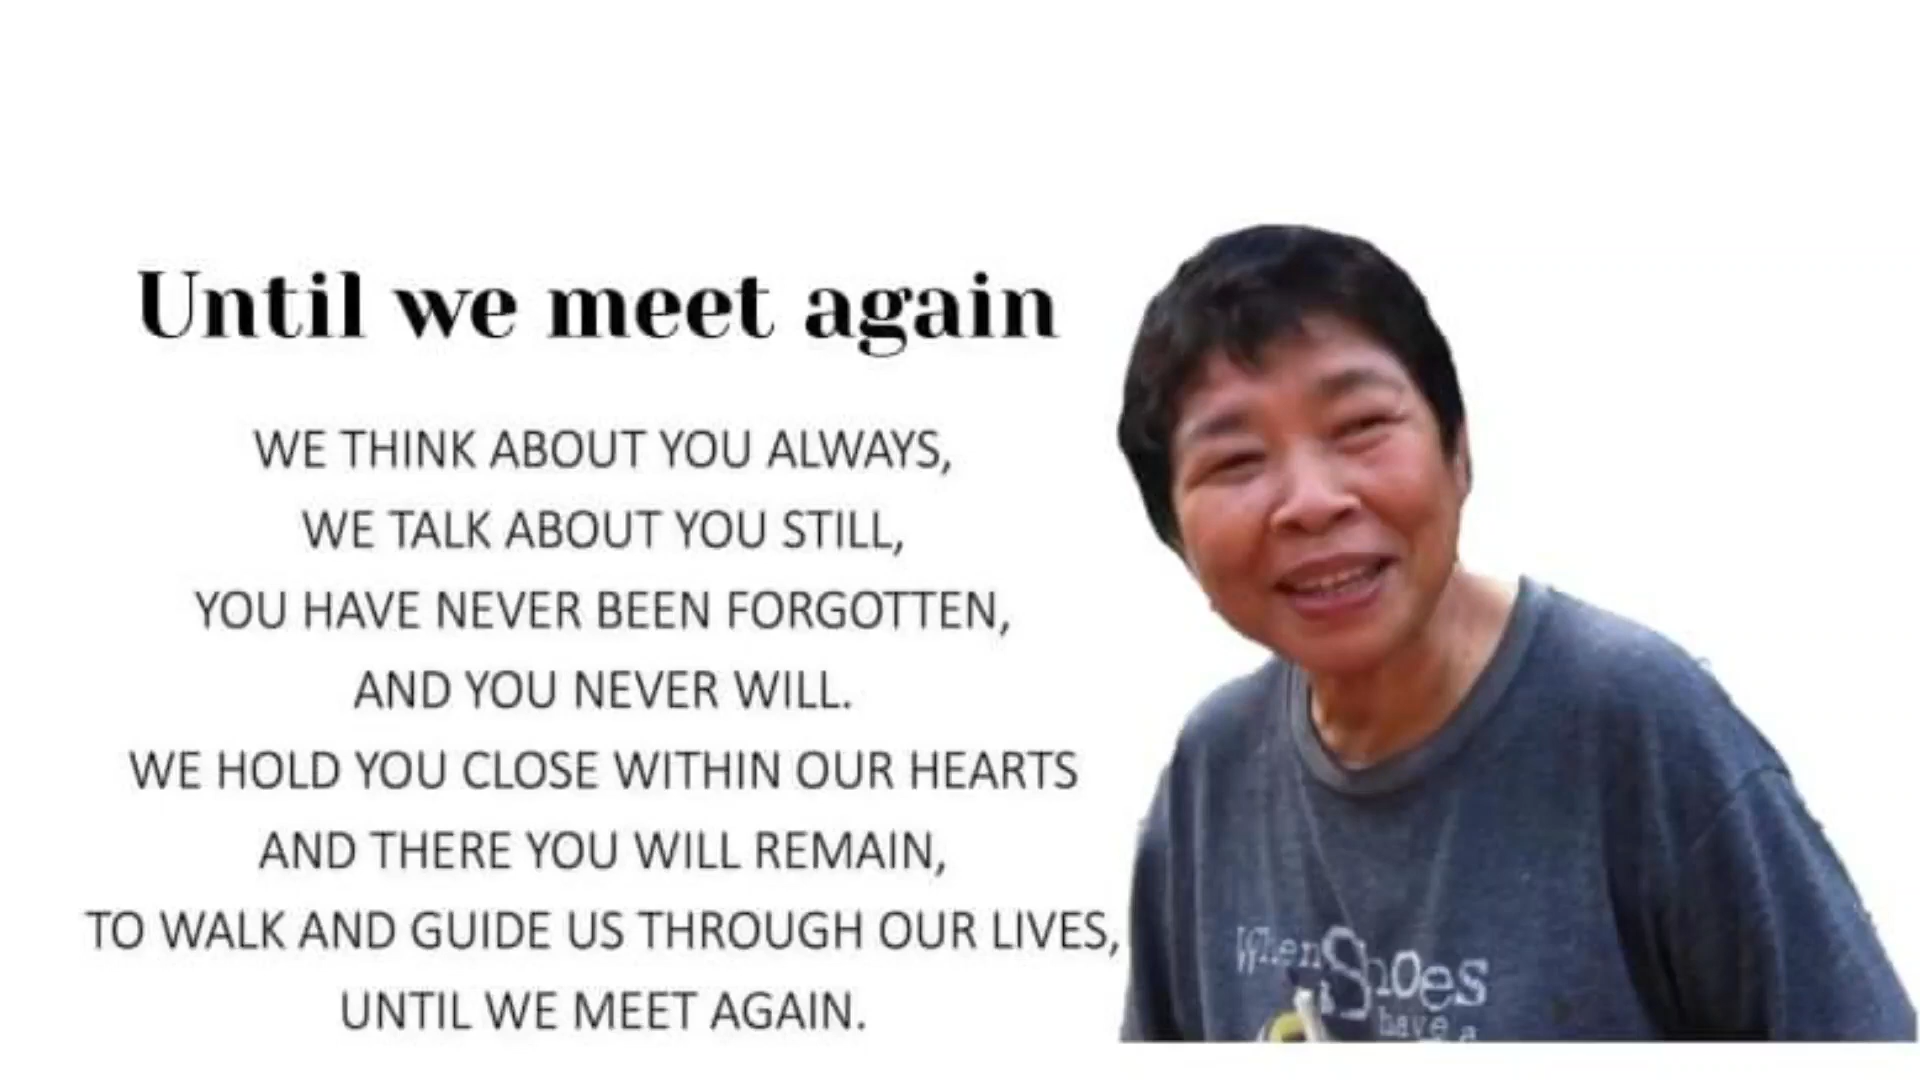 Until we meet again
WE THINK ABOUT YOU ALWAYS,
WE TALK ABOUT YOU STILL,
YOU HAVE NEVER BEEN FORGOTTEN,
AND YOU NEVER WILL.
WE HOLD YOU CLOSE WITHIN OUR HEARTS
AND THERE YOU WILL REMAIN,
TO WALK AND GUIDE US THROUGH OUR LIVES,
UNTIL WE MEET AGAIN.
When Shoes
have a